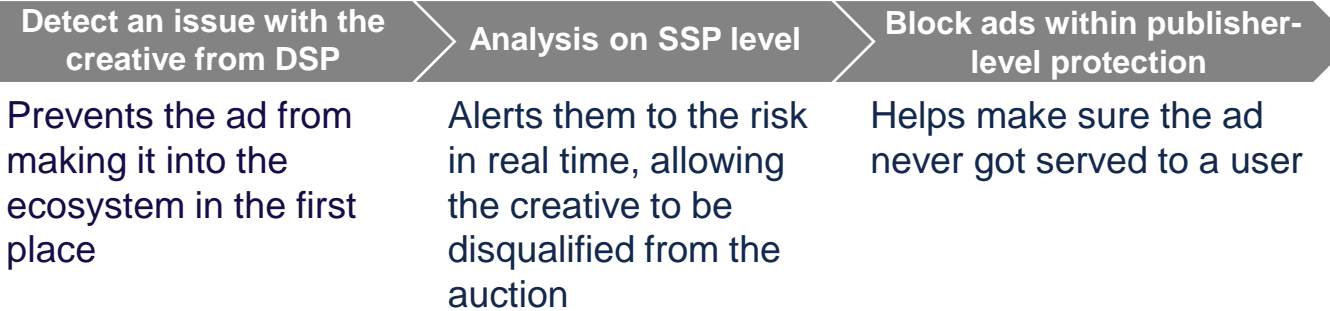 Detect an issue with the
creative from DSP
Analysis on SSP level
Block ads within publisher-
level protection
Prevents the ad from
making it into the
ecosystem in the first
place
Alerts them to the risk
in real time, allowing
the creative to be
disqualified from the
auction
Helps make sure the ad
never got served to a user